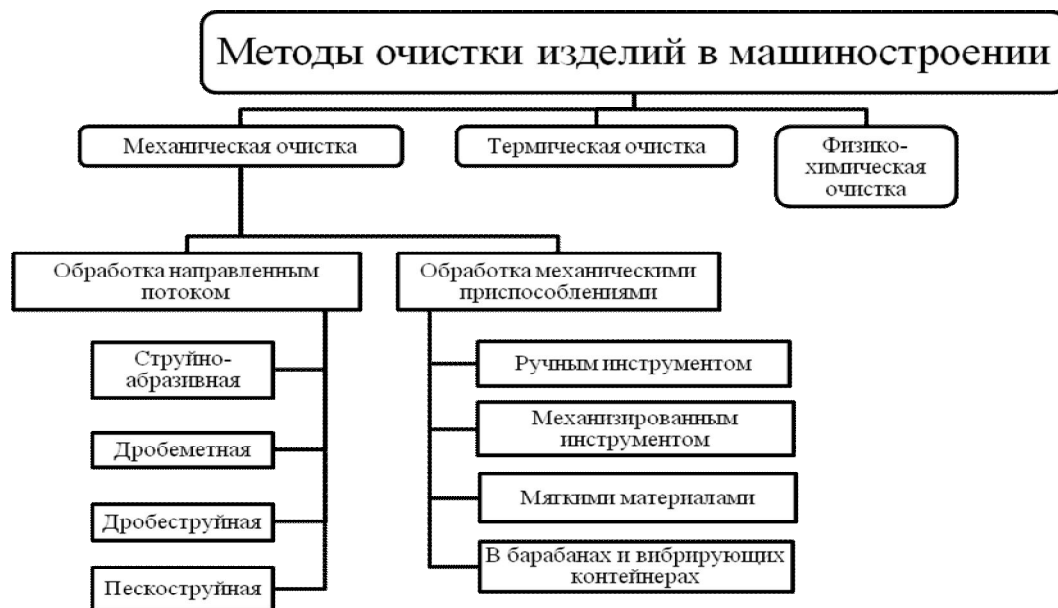 Методы очистки изделий в машиностроении
Механическая очистка
Термическая очистка
Физико-
химическая
очистка
Обработка направленным
потоком
Обработка механическими
приспособлениями
Струйно-
абразивная
Дробеметная
Дробеструйная
Пескоструйная
Ручным инструментом
Механизированным
инструментом
Мягкими материалами
В барабанах и вибрирующих
контейнерах